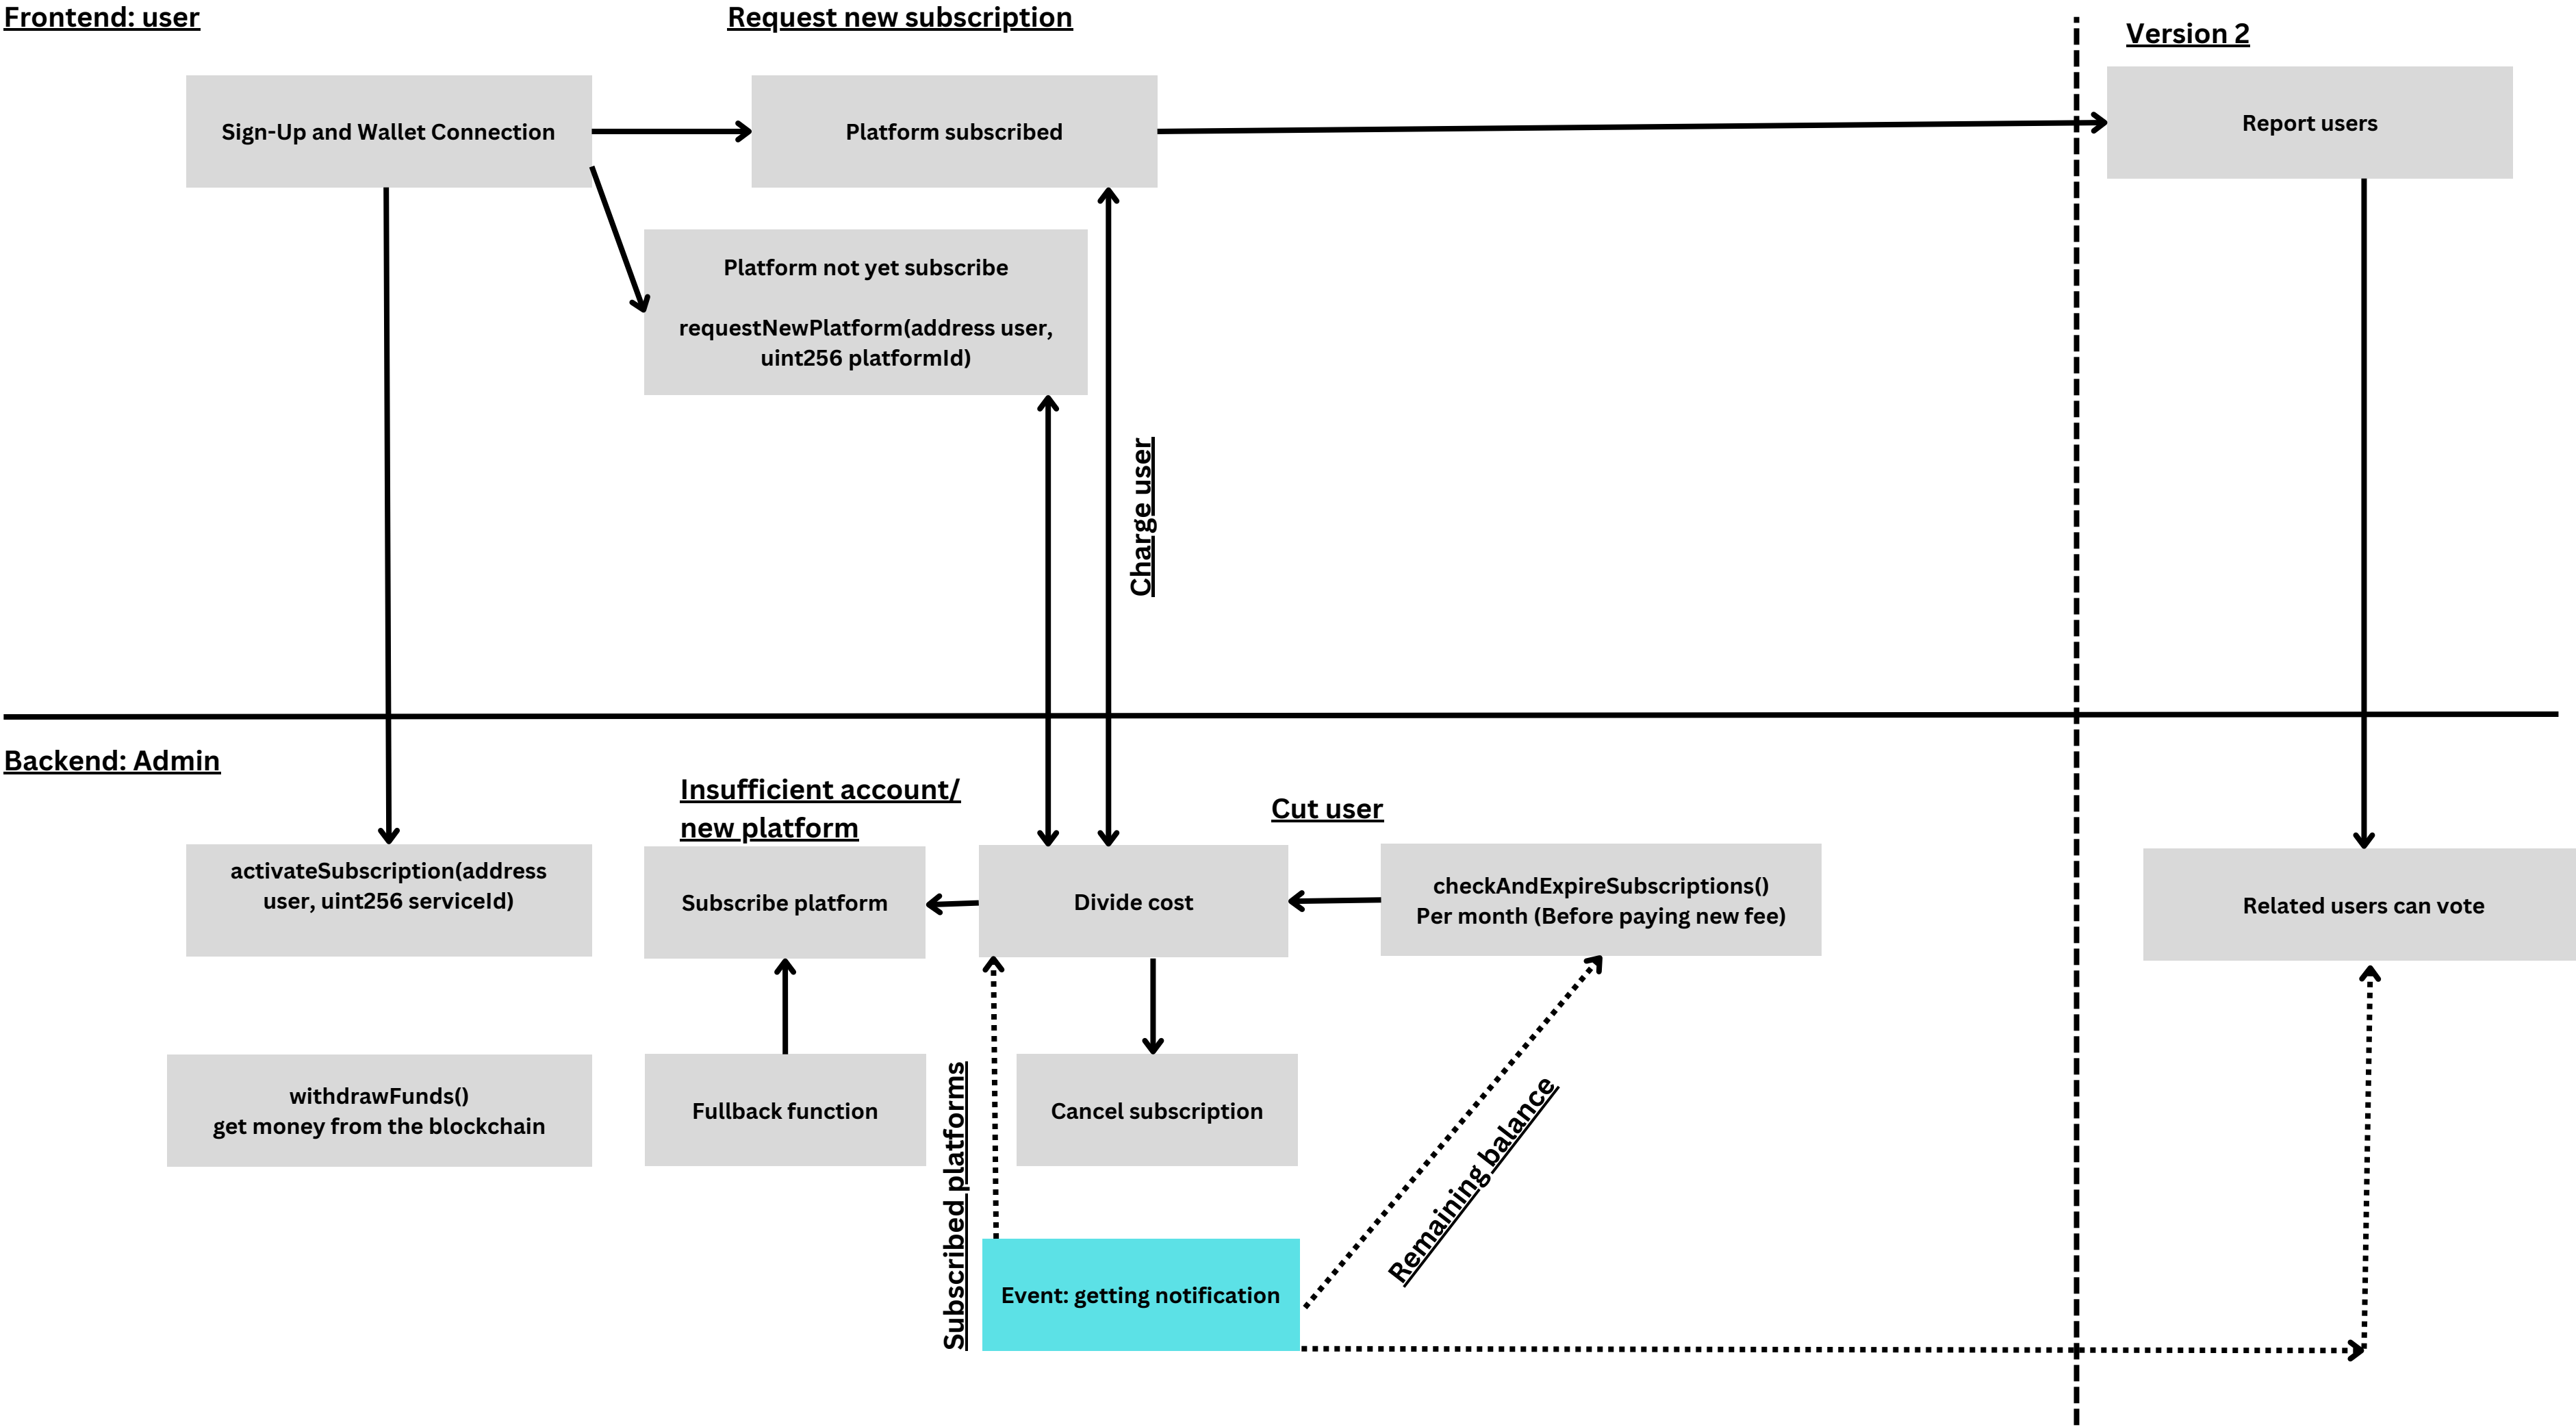 Frontend: user
Request new subscription
Version 2
Sign-Up and Wallet Connection
Platform subscribed
Report users
Platform not yet subscribe
requestNewPlatform(address user,
uint256 platformId)
Charge user
Backend: Admin
Insufficient account/
new platform
Cut user
activateSubscription(address
user, uint256 serviceId)
Subscribe platform
Divide cost
checkAndExpireSubscriptions()
Per month (Before paying new fee)
Related users can vote
withdrawFunds()
get money from the blockchain
Fullback function
Subscribed platforms
Cancel subscription
Remaining balance
Event: getting notification